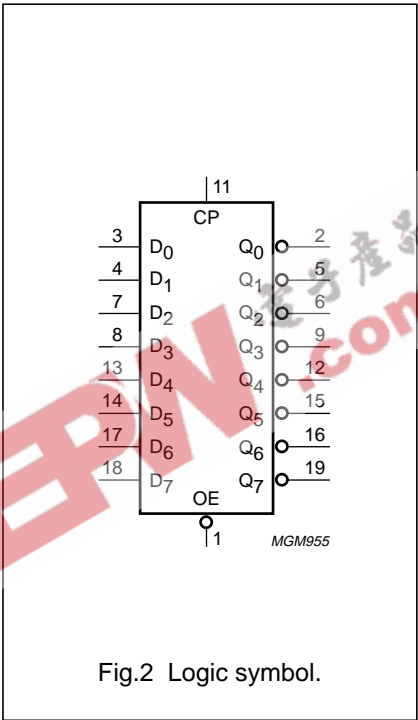 11
CP
3 D0 Q0 2
4 D1 Q1 5
7 D2 Q2 6
8 D3 Q3 9
13 D4 Q4 12
14 D5 Q5 15
17 D6 Q6 16
18 D7 Q7 19
OE
1 MGM955
Fig.2 Logic symbol.
EPW
.com